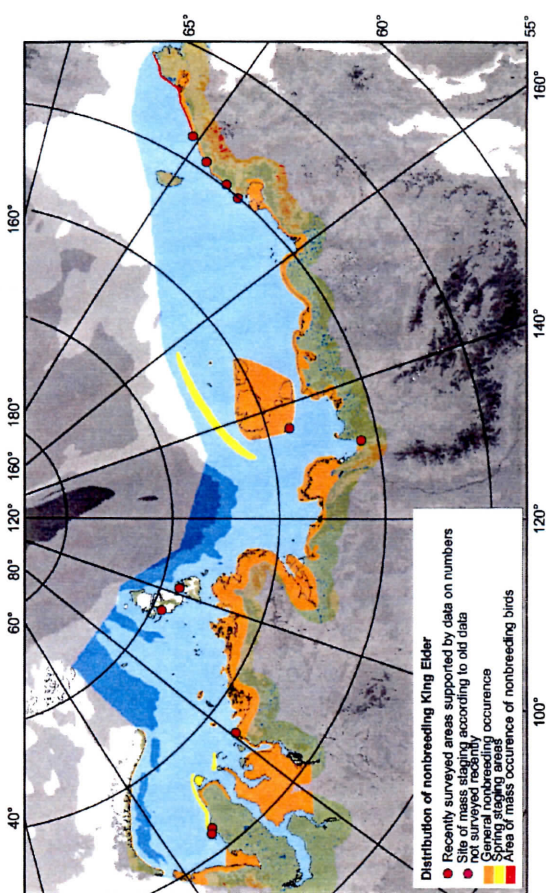 65°
60°
55°
160°
140°
120°
100°
160°
180°
160°
120°
80°
60°
40°
Distribution of nonbreeding King Elder
Recently surveyed areas supported by data on numbers
Site of mass staging according to old data
not surveyed recently
General nonbreeding occurence
Spring staging areas
Area of mass occurence of nonbreeding birds